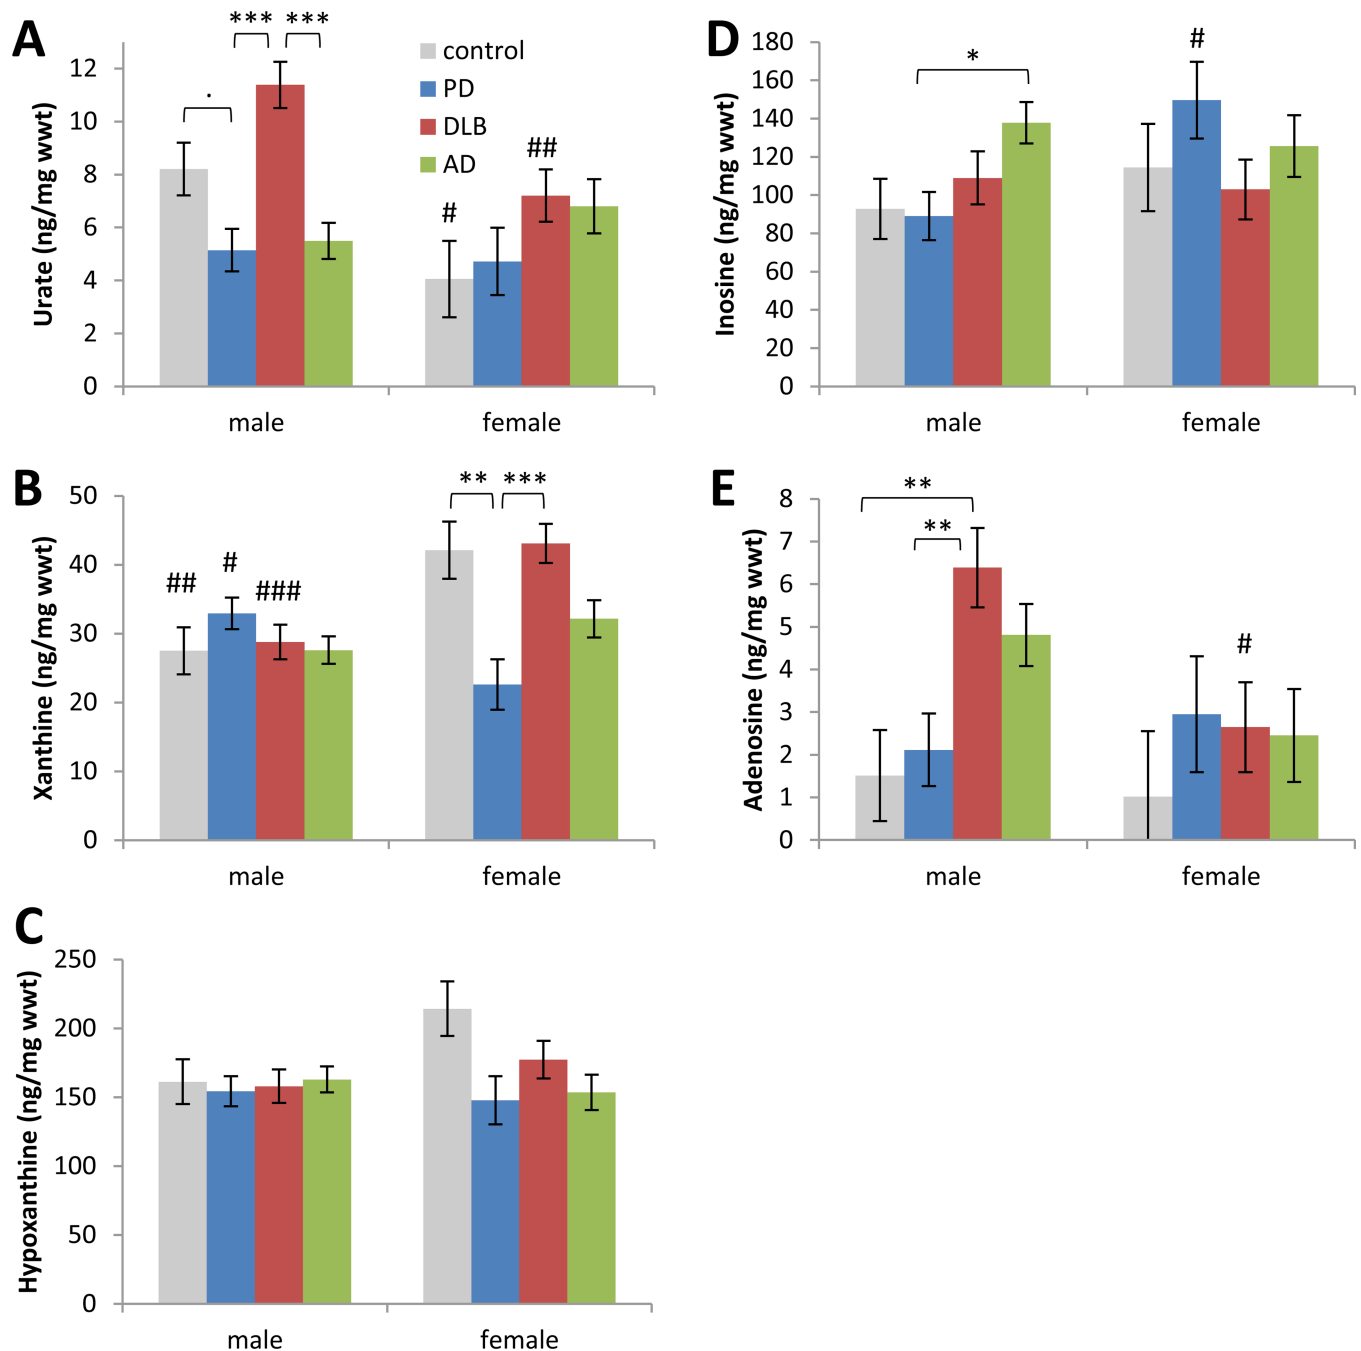 A
Urate (ng/mg wwt)
12
10
8
6
4
2
0
*** ***
.
control
PD
DLB
AD
#
##
male female
D
Inosine (ng/mg wwt)
180
160
140
120
100
80
60
40
20
0
*
#
male female
B
Xanthine (ng/mg wwt)
50
40
30
20
10
0
## # ###
** ***
male female
E
Adenosine (ng/mg wwt)
8
7
6
5
4
3
2
1
0
**
**
#
male female
C
Hypoxanthine (ng/mg wwt)
250
200
150
100
50
0
male female